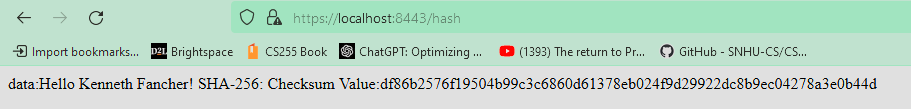 https://localhost:8443/hash
Import bookmarks... D2L Brightspace CS255 Book ChatGPT: Optimizing ... (1393) The return to Pr... GitHub - SNHU-CS/CS...
data:Hello Kenneth Fancher! SHA-256: Checksum Value:df86b2576f19504b99c3c6860d61378eb024f9d29922dc8b9ec04278a3e0b44d